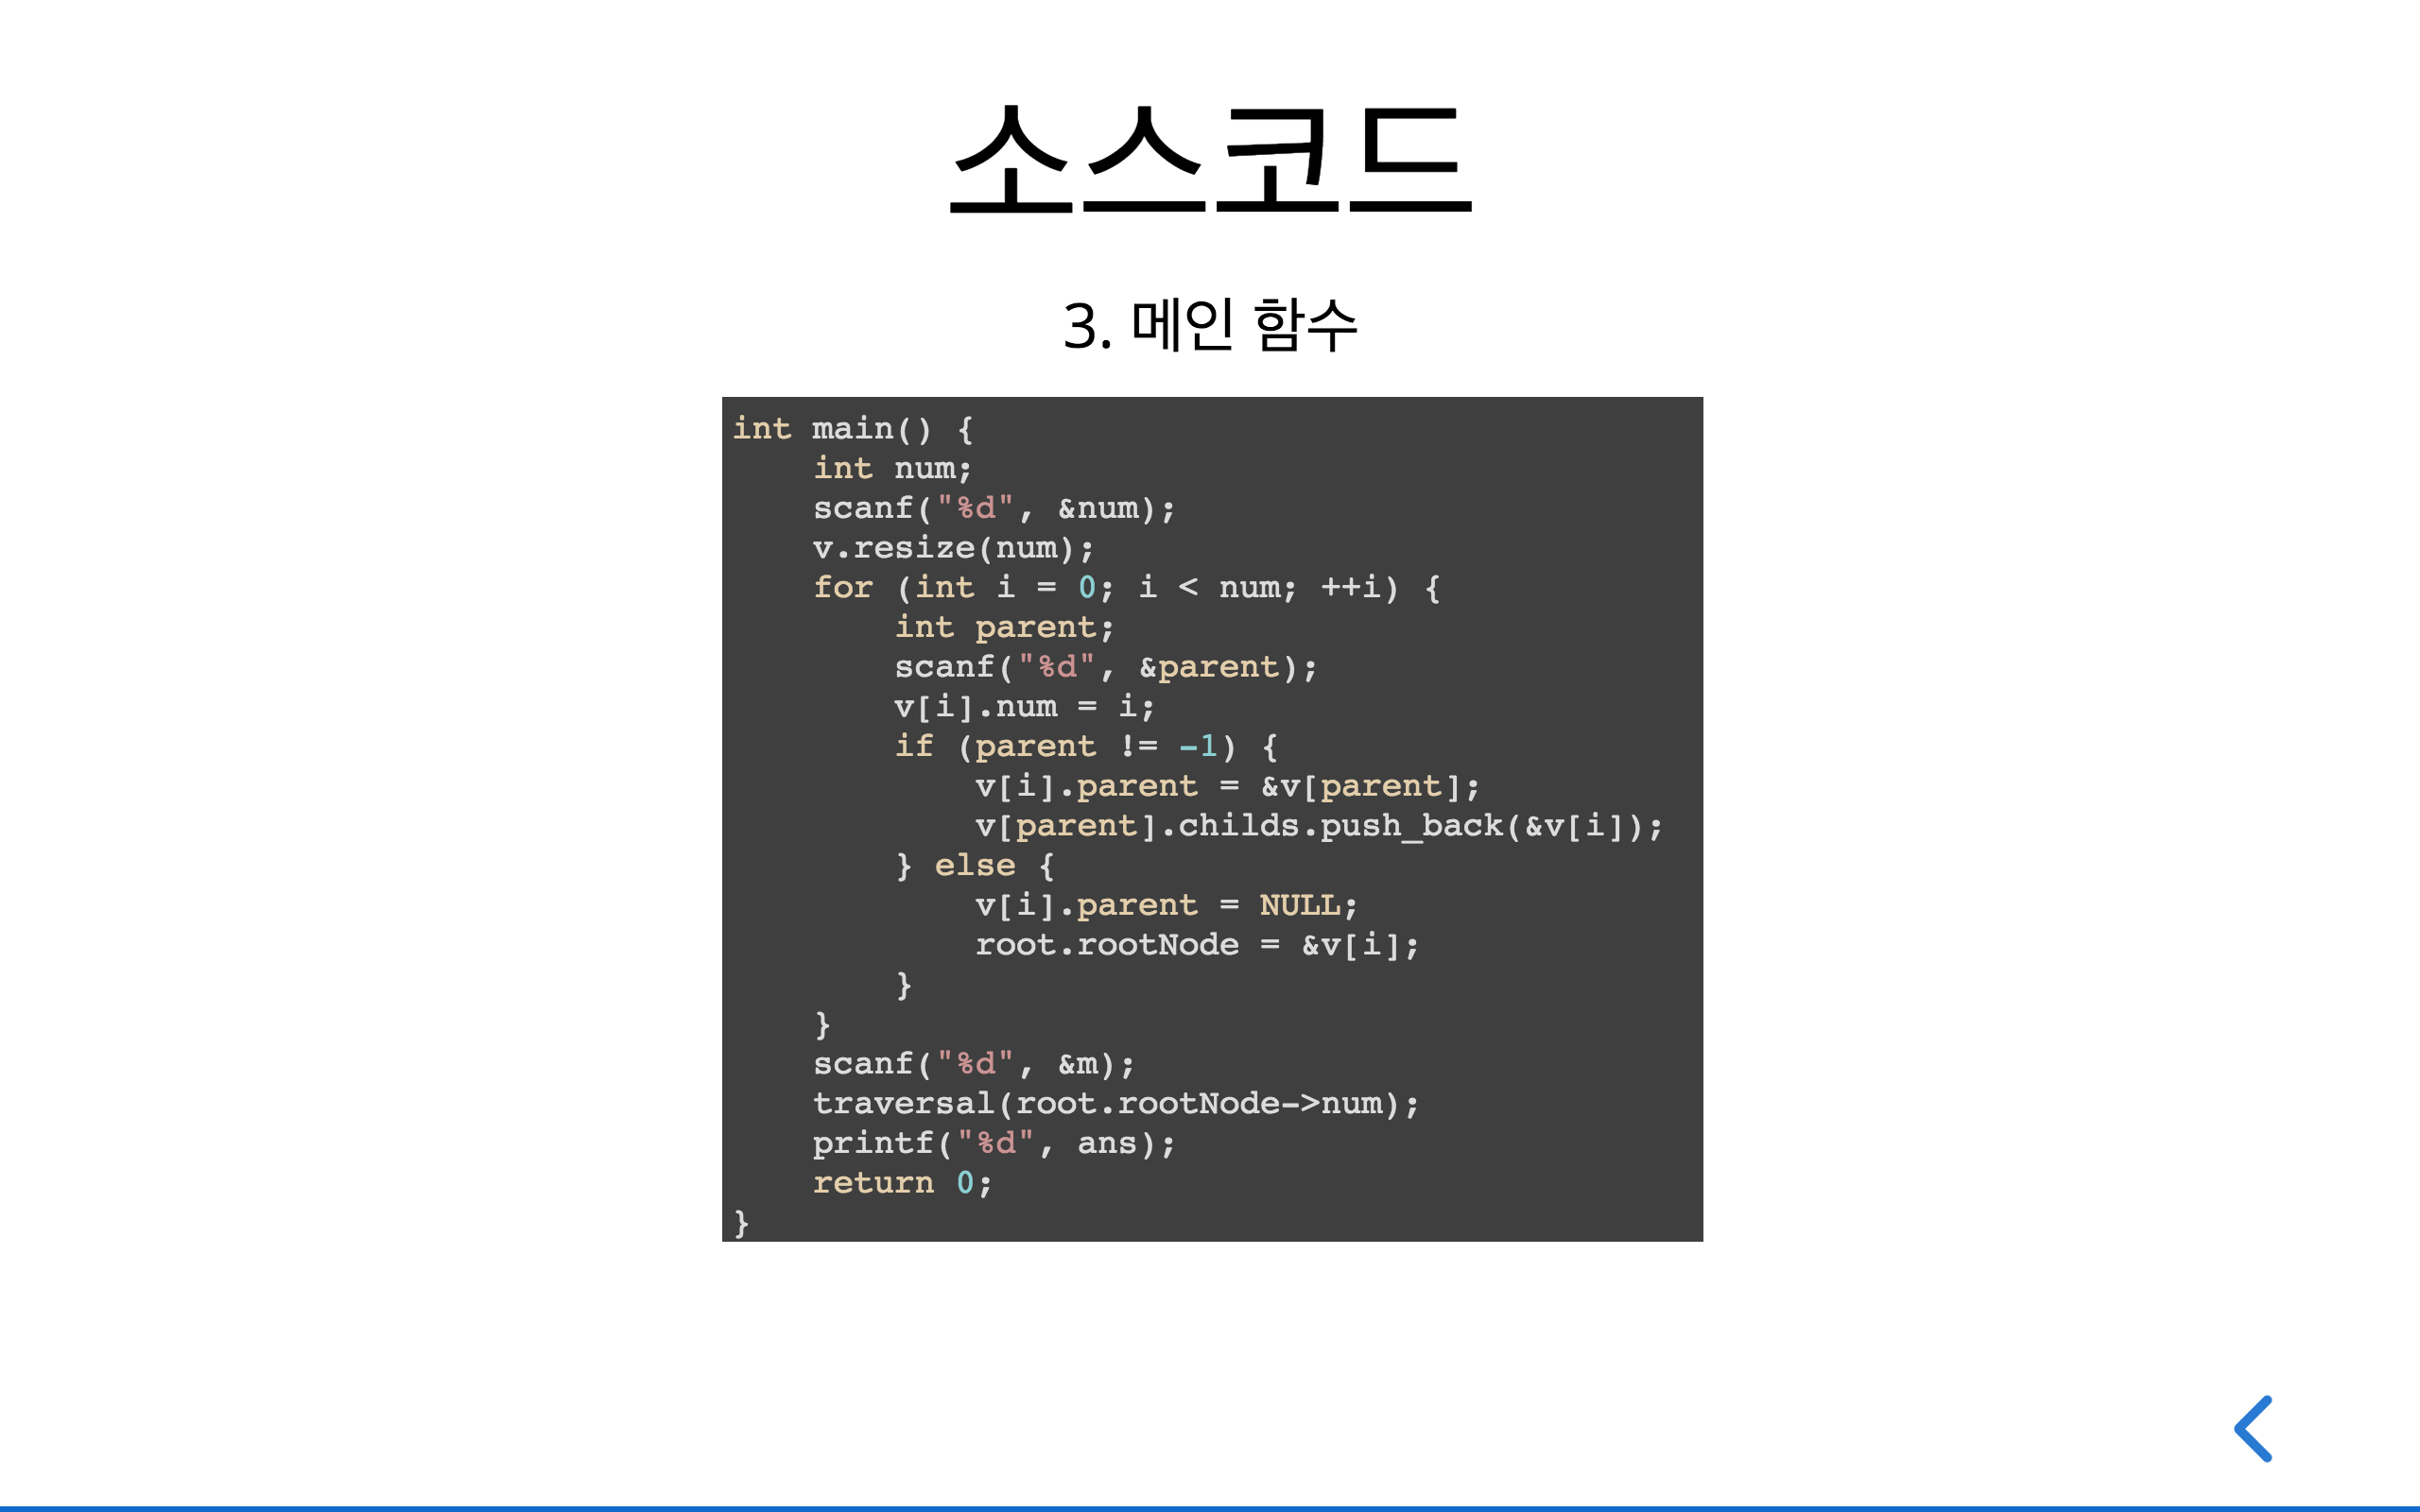 소스코드
3. 메인 함수
int main() {
    int num;
    scanf("%d", &num);
    v.resize(num);
    for (int i = 0; i < num; ++i) {
        int parent;
        scanf("%d", &parent);
        v[i].num = i;
        if (parent != -1) {
            v[i].parent = &v[parent];
            v[parent].childs.push_back(&v[i]);
        } else {
            v[i].parent = NULL;
            root.rootNode = &v[i];
        }
    }
    scanf("%d", &m);
    traversal(root.rootNode->num);
    printf("%d", ans);
    return 0;
}